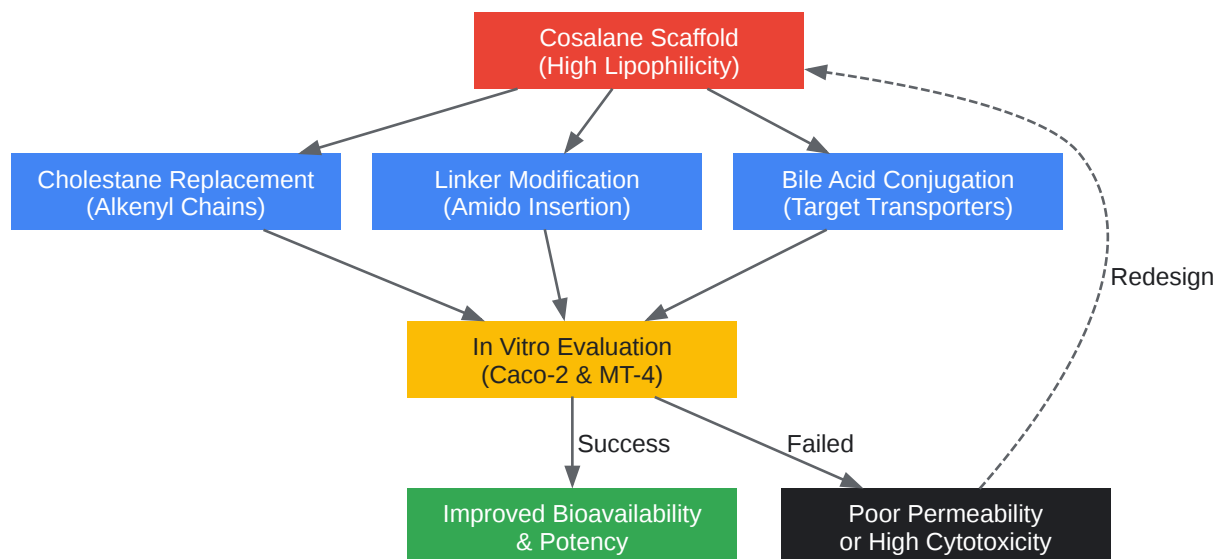 Cosalane Scaffold
(High Lipophilicity)
Cholestane Replacement
(Alkenyl Chains)
Linker Modification
(Amido Insertion)
Bile Acid Conjugation
(Target Transporters)
Redesign
In Vitro Evaluation
(Caco-2 & MT-4)
Success
Failed
Improved Bioavailability
& Potency
Poor Permeability
or High Cytotoxicity